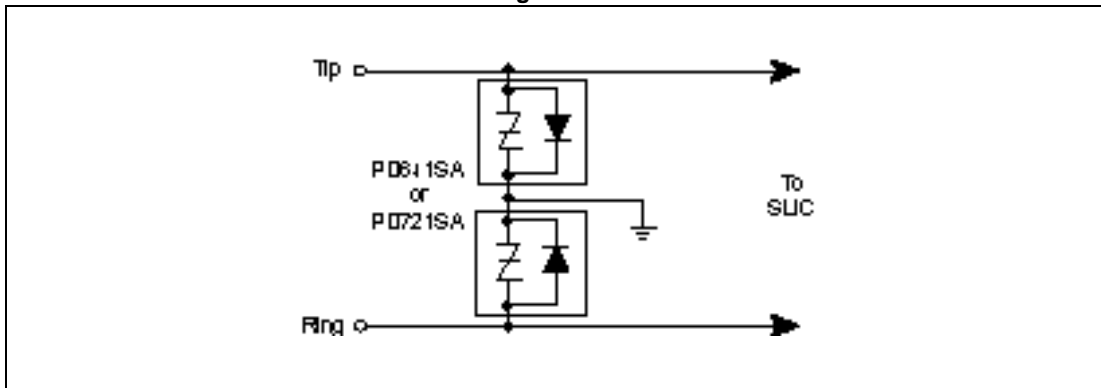 Tip
P0641SA
or
P0721SA
To
SLIC
Ring